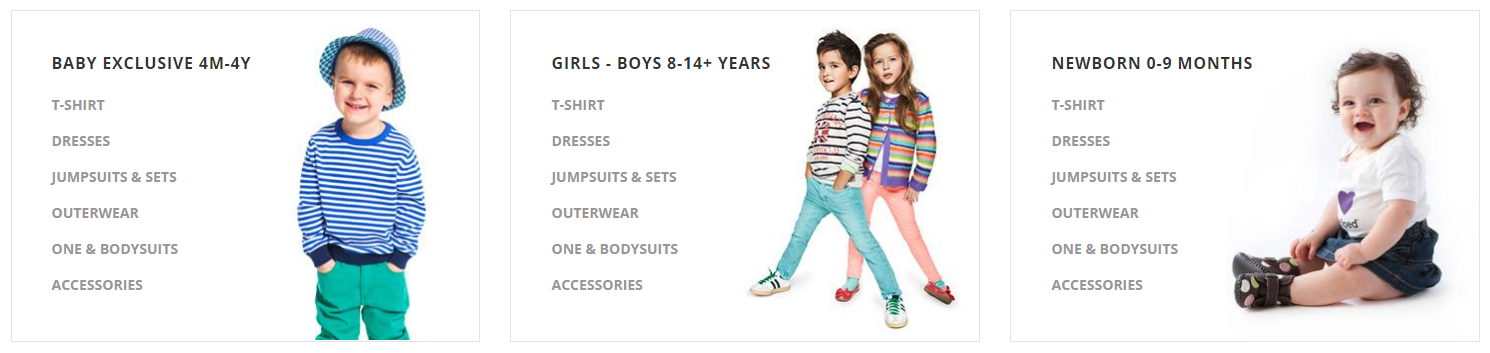 BABY EXCLUSIVE 4M-4Y
T-SHIRT
DRESSES
JUMPSUITS & SETS
OUTERWEAR
ONE & BODYSUITS
ACCESSORIES
GIRLS - BOYS 8-14+ YEARS
T-SHIRT
DRESSES
JUMPSUITS & SETS
OUTERWEAR
ONE & BODYSUITS
ACCESSORIES
NEWBORN 0-9 MONTHS
T-SHIRT
DRESSES
JUMPSUITS & SETS
OUTERWEAR
ONE & BODYSUITS
ACCESSORIES